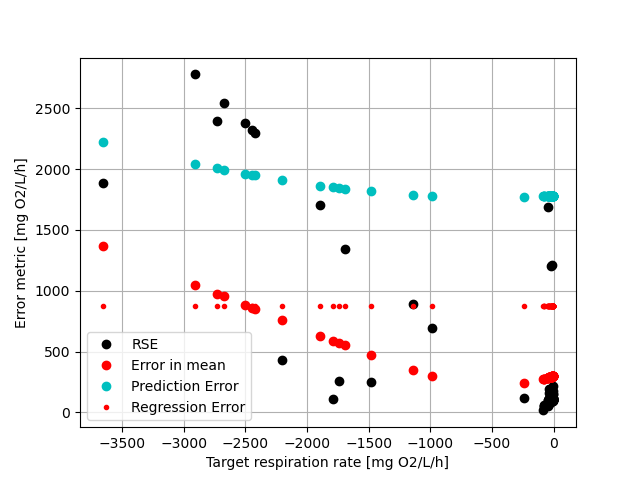 2500
2000
1500
1000
500
0
Error metric [mg O2/L/h]
RSE
Error in mean
Prediction Error
Regression Error
−3500 −3000 −2500 −2000 −1500 −1000 −500 0
Target respiration rate [mg O2/L/h]